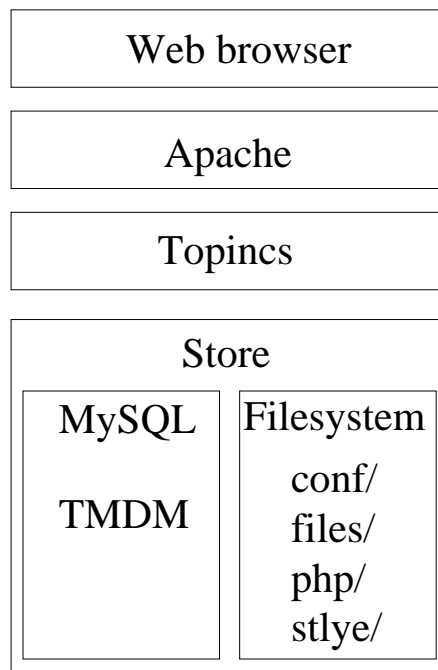 Web browser
Apache
Topincs
Store
MySQL
TMDM
Filesystem
conf/
files/
php/
stlye/